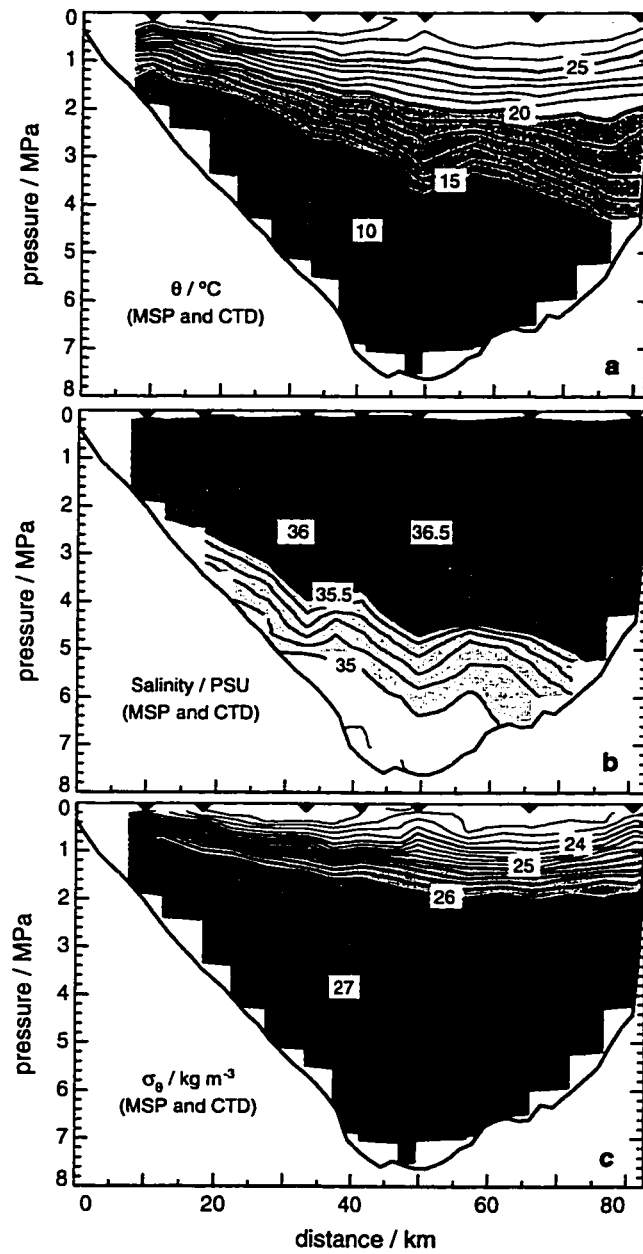 0
1
2
3
4
5
6
7
8
pressure / MPa
25
20
15
10
θ / °C
(MSP and CTD)
a
0
1
2
3
4
5
6
7
8
pressure / MPa
36
36.5
35.5
35
Salinity / PSU
(MSP and CTD)
b
0
1
2
3
4
5
6
7
8
pressure / MPa
24
25
26
27
σθ / kg m⁻³
(MSP and CTD)
c
0 20 40 60 80
distance / km